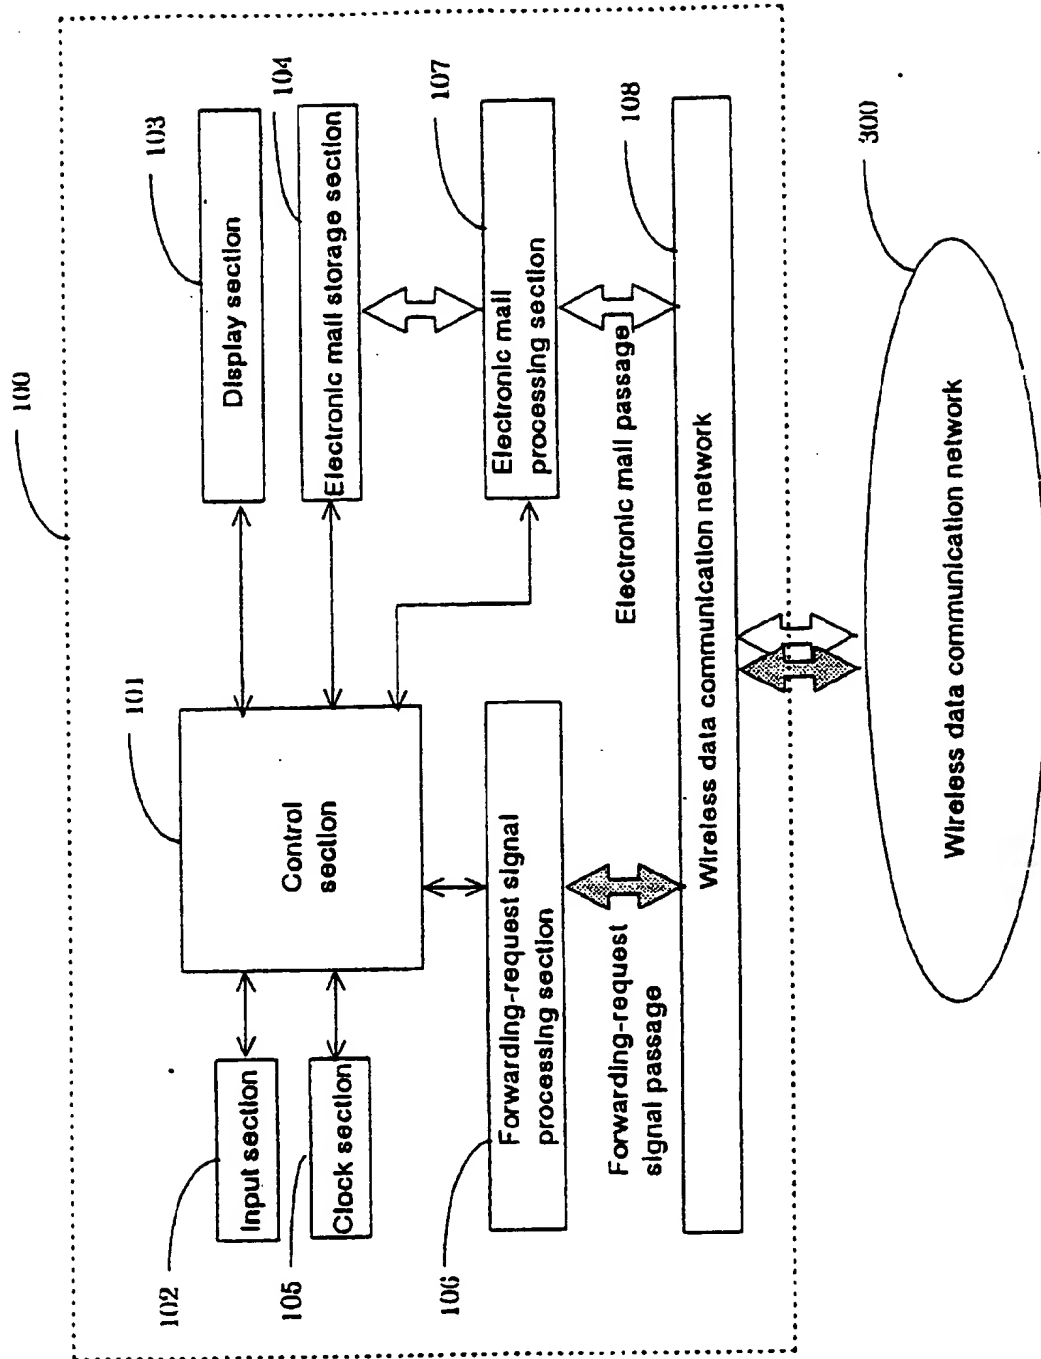 100
101
103
Display section
102
Input section
Control
section
104
Electronic mail storage section
105
Clock section
107
Electronic mail
processing section
106
Forwarding-request signal
processing section
Electronic mail passage
Forwarding-request
signal passage
108
Wireless data communication network
300
Wireless data communication network